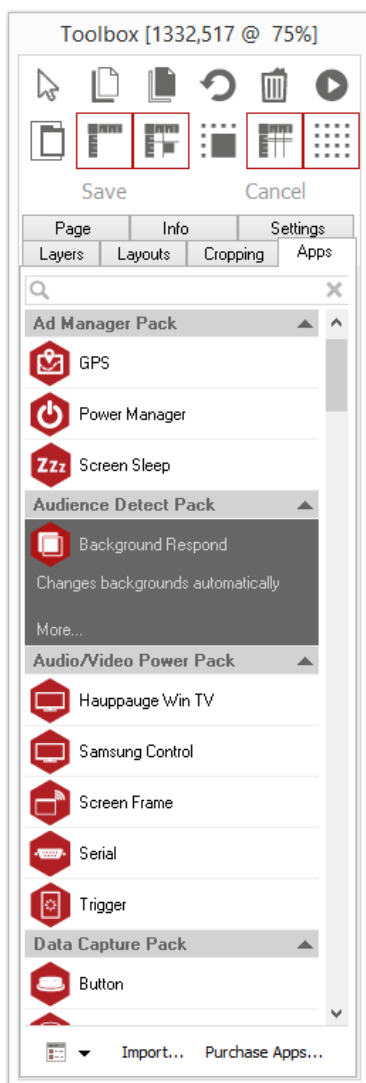 Toolbox [1332,517 @ 75%]
Save Cancel
Page Info Settings
Layers Layouts Cropping Apps
Ad Manager Pack
GPS
Power Manager
Zzz Screen Sleep
Audience Detect Pack
Background Respond
Changes backgrounds automatically
More...
Audio/Video Power Pack
Hauppauge Win TV
Samsung Control
Screen Frame
Serial
Trigger
Data Capture Pack
Button
Import... Purchase Apps...